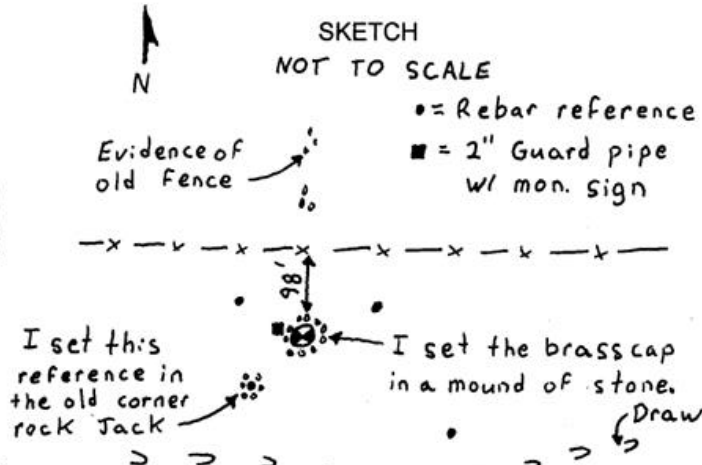 SKETCH
NOT TO SCALE
N
• = Rebar reference
■ = 2" Guard pipe
w/ mon. sign
Evidence of
old Fence
98'
I set this
reference in
the old corner
rock Jack
I set the brass cap
in a mound of stone.
Draw